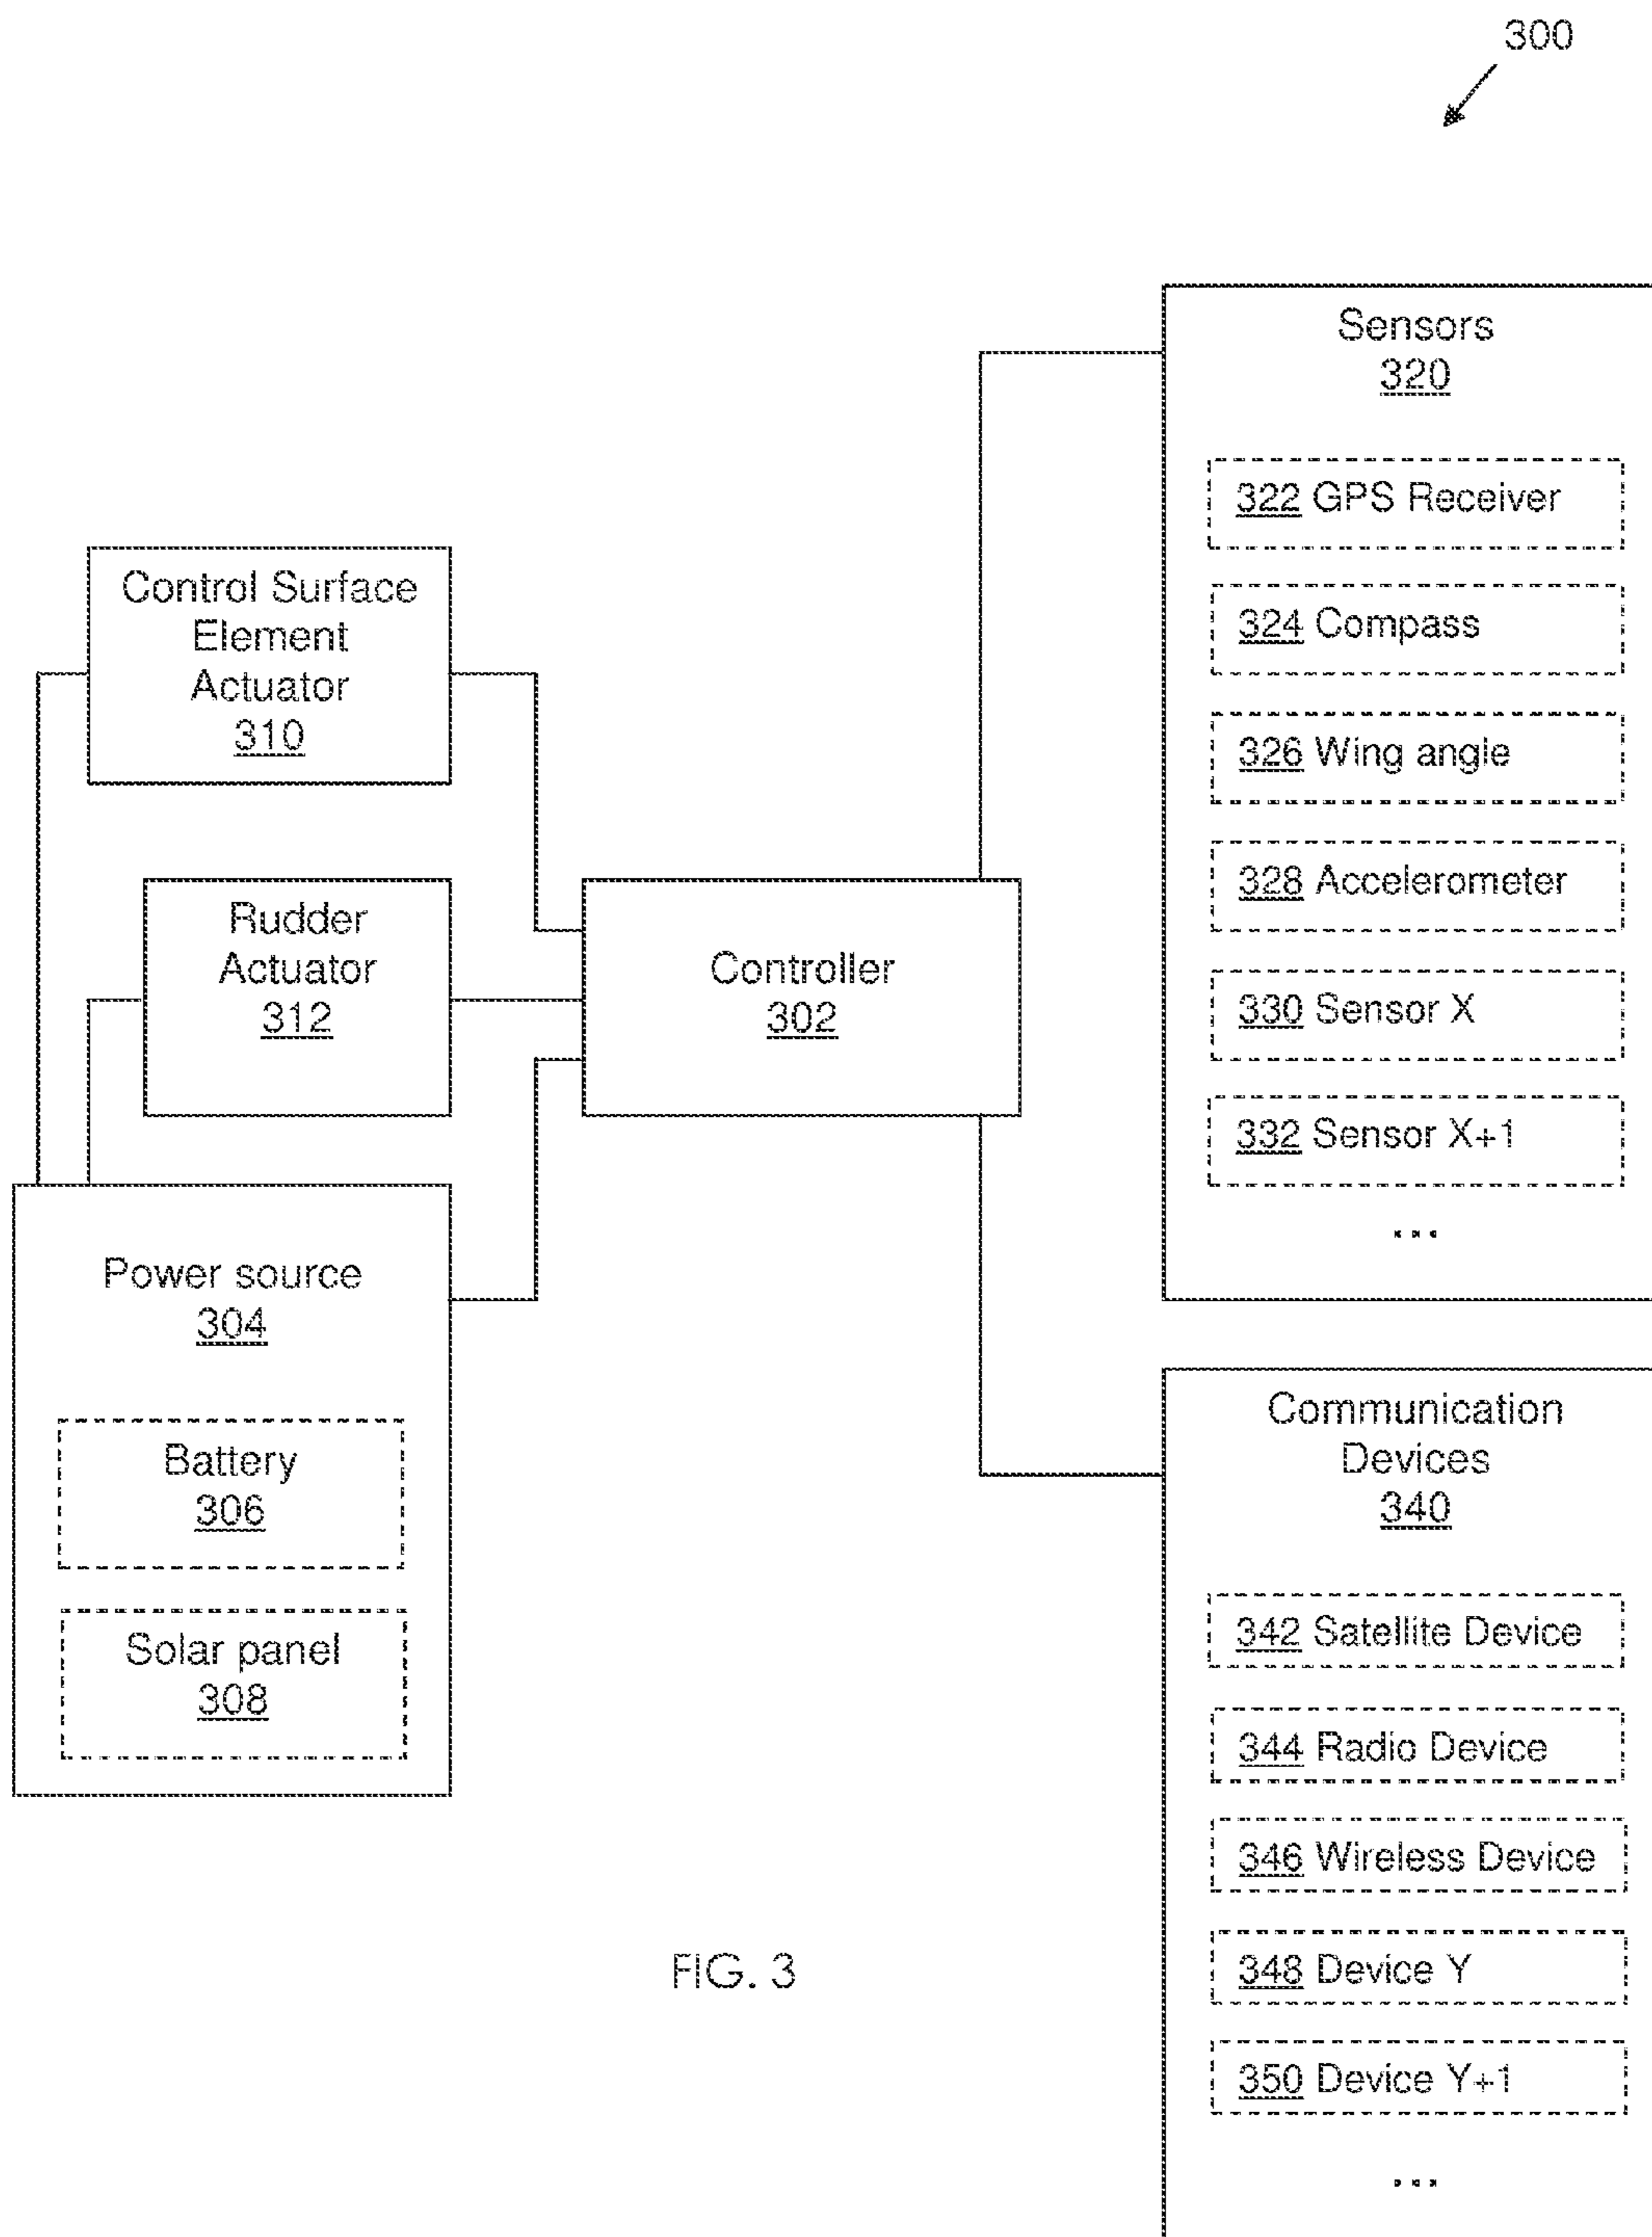 300
Sensors
320
322 GPS Receiver
324 Compass
326 Wing angle
328 Accelerometer
330 Sensor X
332 Sensor X+1
...
Control Surface
Element
Actuator
310
Rudder
Actuator
312
Controller
302
Power source
304
Battery
306
Solar panel
308
Communication
Devices
340
342 Satellite Device
344 Radio Device
346 Wireless Device
348 Device Y
350 Device Y+1
...
FIG. 3